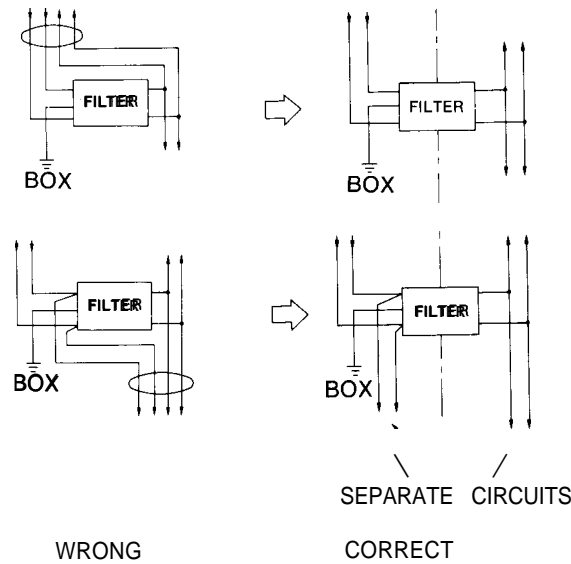 FILTER
FILTER
BOX
BOX
FILTER
FILTER
BOX
BOX
SEPARATE CIRCUITS
WRONG
CORRECT